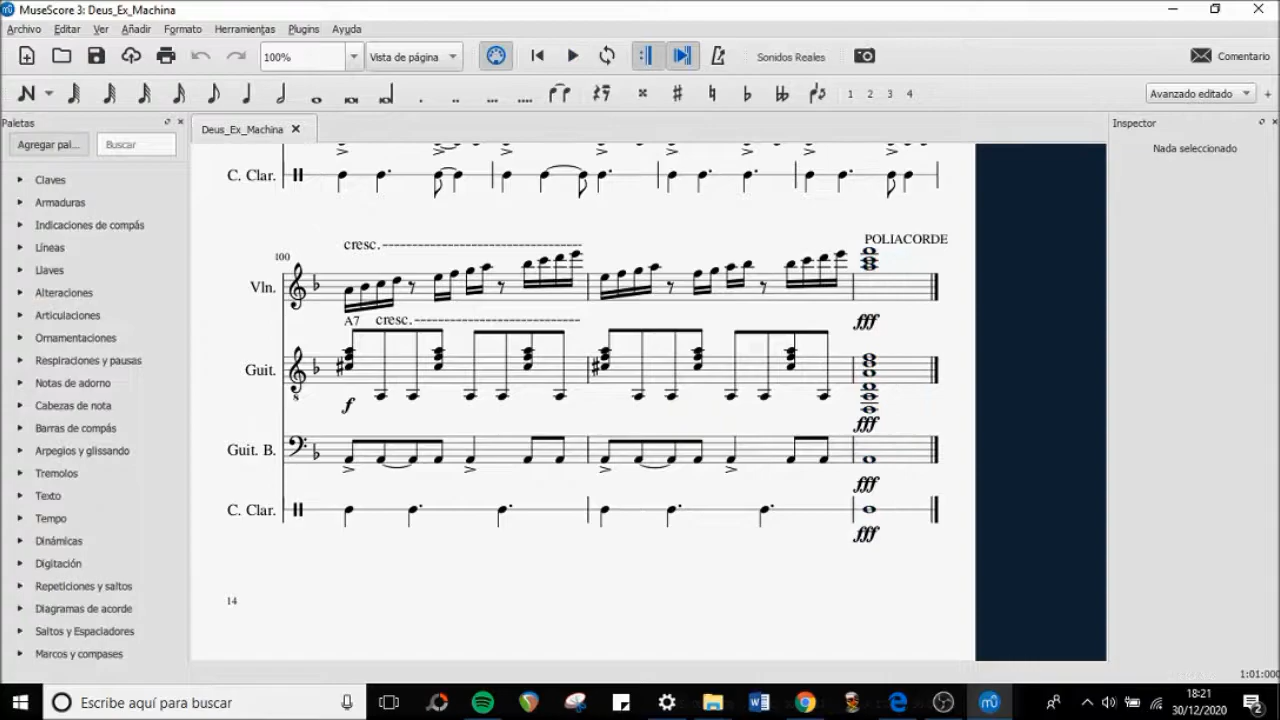 MuseScore 3: Deus_Ex_Machina
Archivo Editar Ver Añadir Formato Herramientas Plugins Ayuda
100% Vista de página Sonidos Reales Comentario
1 2 3 4 Avanzado editado +
Paletas
Agregar pal... Buscar
Claves
Armaduras
Indicaciones de compás
Líneas
Llaves
Alteraciones
Articulaciones
Ornamentaciones
Respiraciones y pausas
Notas de adorno
Cabezas de nota
Barras de compás
Arpegios y glissando
Tremolos
Texto
Tempo
Dinámicas
Digitación
Repeticiones y saltos
Diagramas de acorde
Saltos y Espaciadores
Marcos y compases
Deus_Ex_Machina
C. Clar.
cresc. POLIACORDE
100
Vln.
fff
A7 cresc.
Guit.
8
f fff
Guit. B.
fff
C. Clar.
fff
14
Inspector
Nada seleccionado
1:01:000
Escribe aquí para buscar
18:21
30/12/2020
2